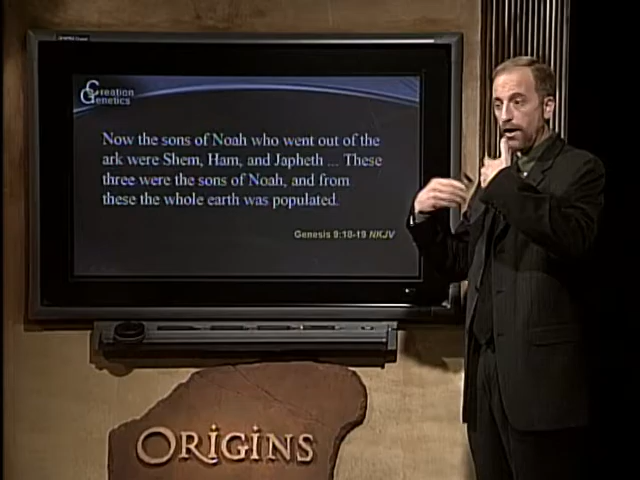 Creation
Genetics
Now the sons of Noah who went out of the
ark were Shem, Ham, and Japheth ... These
three were the sons of Noah, and from
these the whole earth was populated.
Genesis 9:18-19 NKJV
ORIGINS